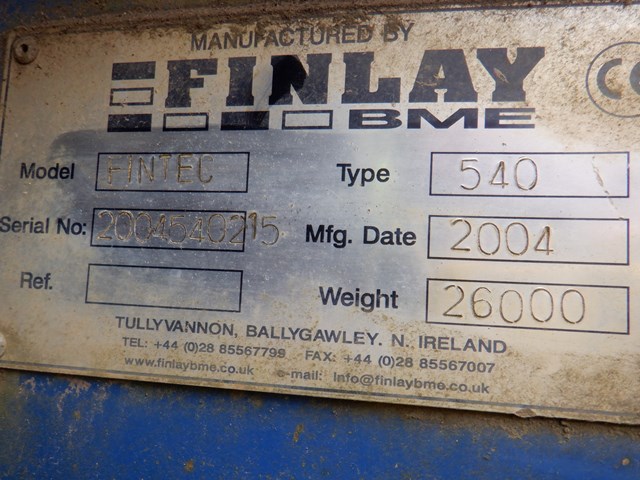 MANUFACTURED BY
FINLAY
BME
Model FINTEC Type 540
Serial No: 2004540215 Mfg. Date 2004
Ref. Weight 26000
TULLYVANNON, BALLYGAWLEY. N. IRELAND
TEL: +44 (0)28 85567799 FAX: +44 (0)28 85567007
www.finlaybme.co.uk e-mail: Info@finlaybme.co.uk